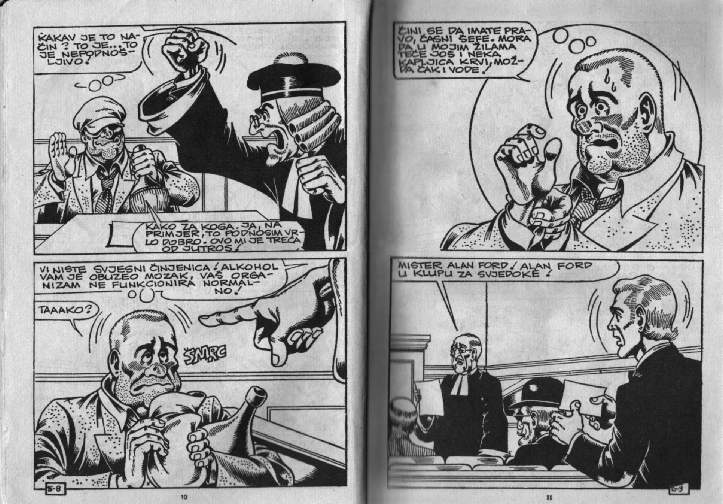 KAKAV JE TO NA-
ČIN? TO JE... TO
JE NEPODNOŠ-
LJIVO!
KAKO ZA KOGA. JA, NA
PRIMJER, TO PODNOSIM VR-
LO DOBRO. OVO MI JE TREĆA
OD JUTROS!
VI NISTE SVJESNI ČINJENICA! ALKOHOL
VAM JE OBUZEO MOZAK, VAŠ ORGA-
NIZAM NE FUNKCIONIRA NORMAL-
NO!
TAAAKO?
ŠMRC
5-8
10
ČINI SE DA IMATE PRA-
VO, ČASNI ŠEFE. MORA
DA U MOJIM ŽILAMA
TEČE JOŠ I NEKA
KAPLJICA KRVI, MOŽ-
DA ČAK I VODE!
MISTER ALAN FORD! ALAN FORD
U KLUPU ZA SVJEDOKE!
11